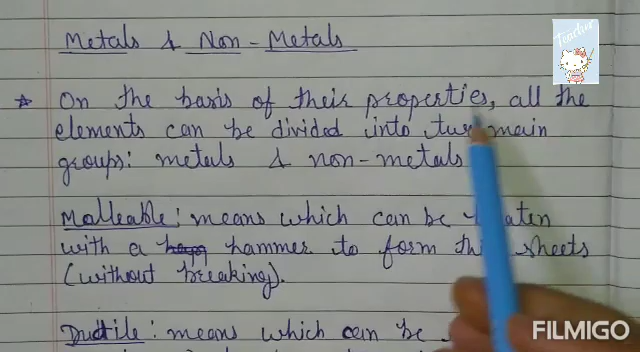 Teacher
Metals & Non-Metals
* On the basis of their properties, all the
elements can be divided into two main
groups: metals & non-metals
Malleable: means which can be beaten
with a hammer to form thin sheets
(without breaking).
Ductile: means which can be
FILMIGO